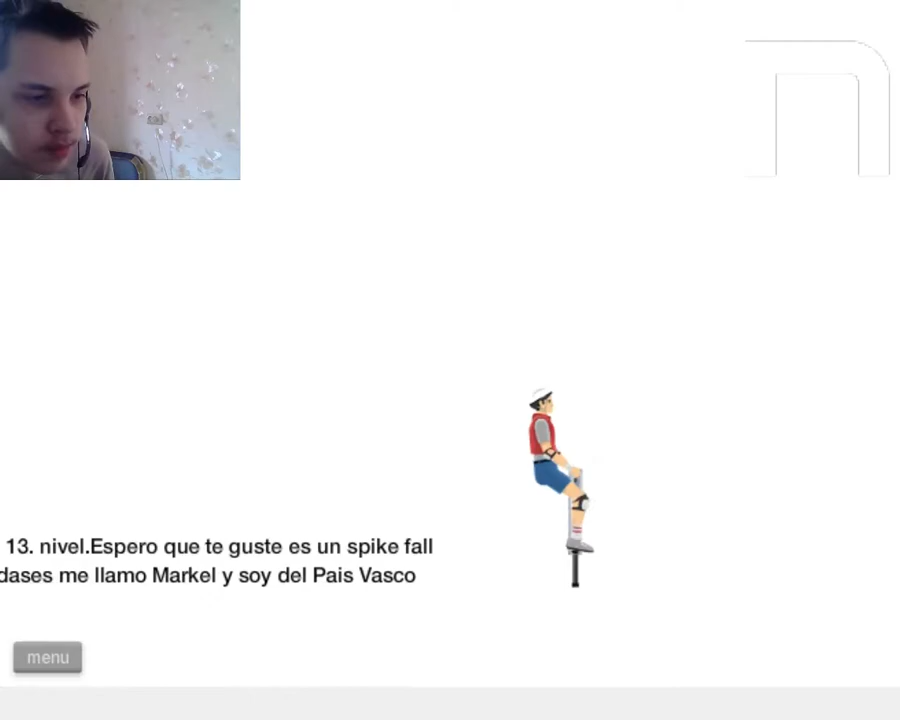 13. nivel.Espero que te guste es un spike fall
dases me llamo Markel y soy del Pais Vasco
menu